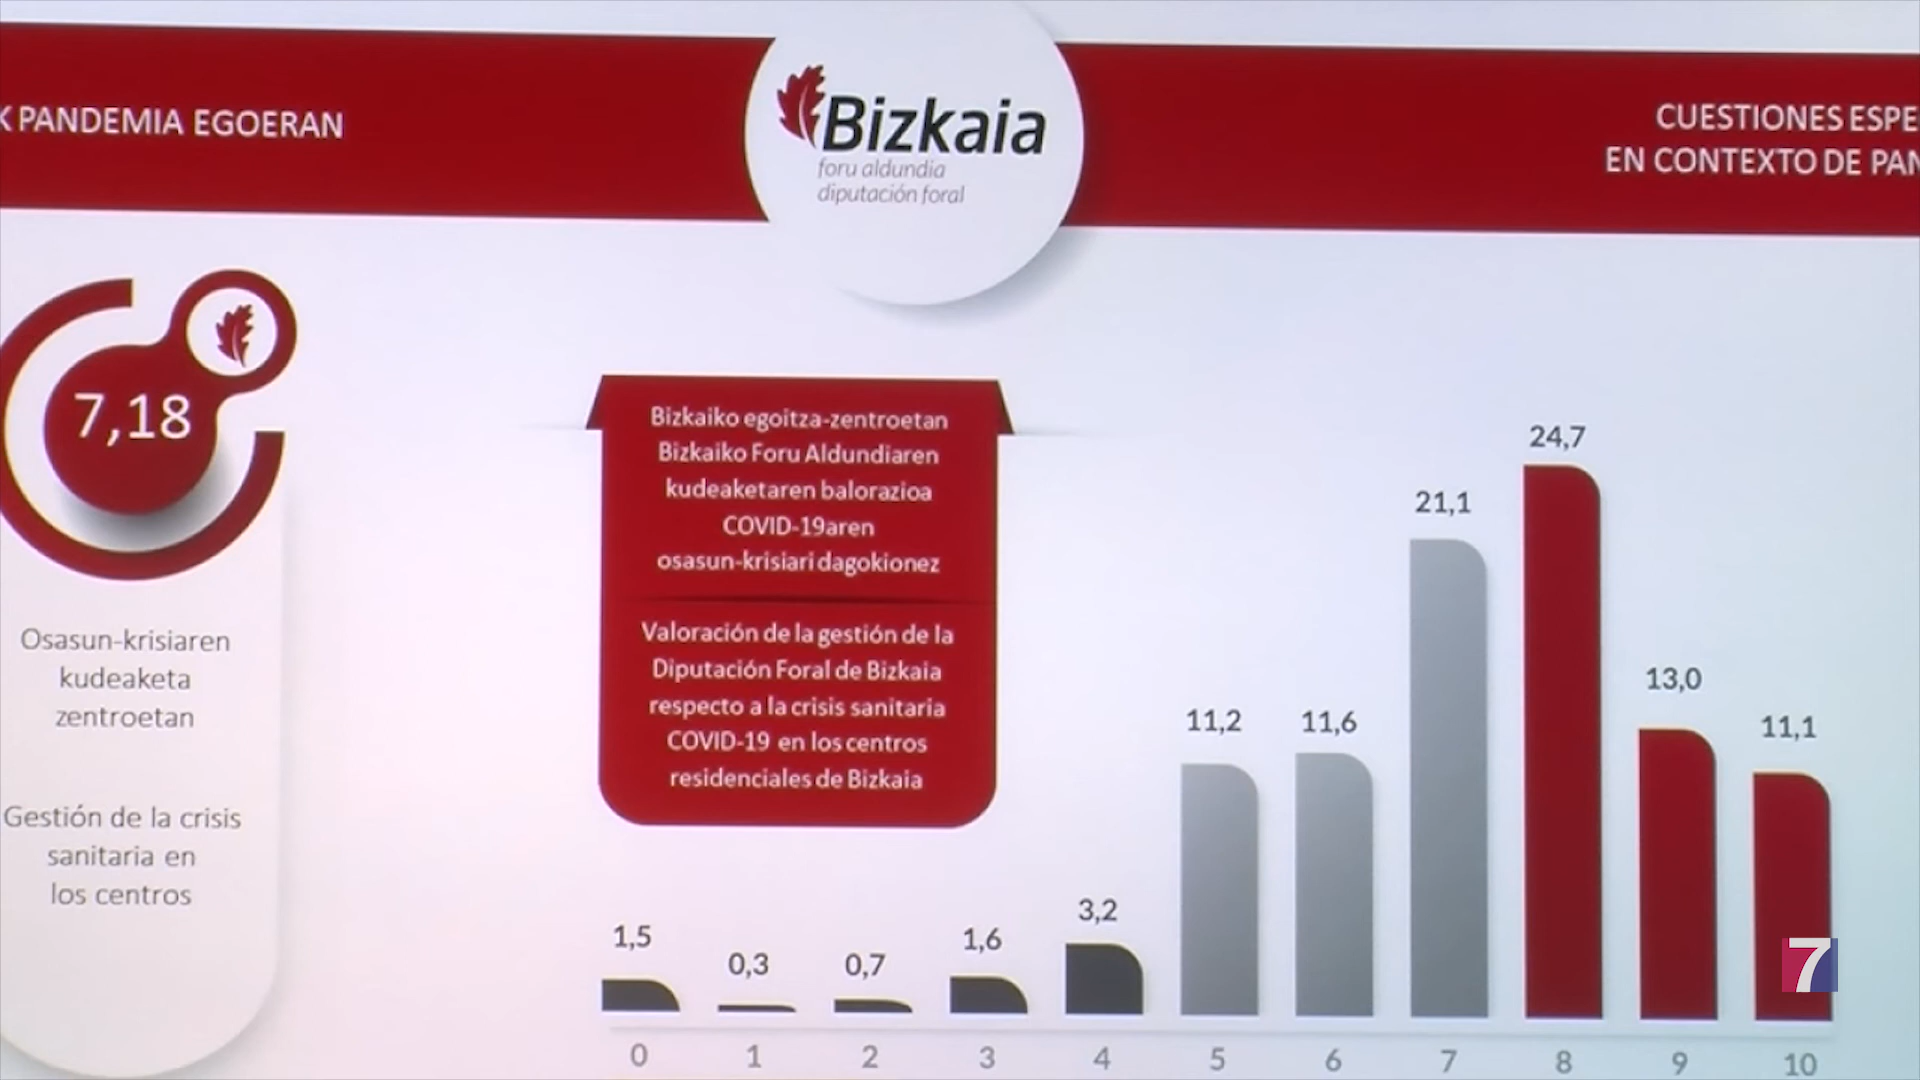 K PANDEMIA EGOERAN
Bizkaia
foru aldundia
diputación foral
CUESTIONES ESPE
EN CONTEXTO DE PAN
7,18
Osasun-krisiaren
kudeaketa
zentroetan
Gestión de la crisis
sanitaria en
los centros
Bizkaiko egoitza-zentroetan
Bizkaiko Foru Aldundiaren
kudeaketaren balorazioa
COVID-19aren
osasun-krisiari dagokionez
Valoración de la gestión de la
Diputación Foral de Bizkaia
respecto a la crisis sanitaria
COVID-19 en los centros
residenciales de Bizkaia
1,5
0,3
0,7
1,6
3,2
11,2
11,6
21,1
24,7
13,0
11,1
0 1 2 3 4 5 6 7 8 9 10
7